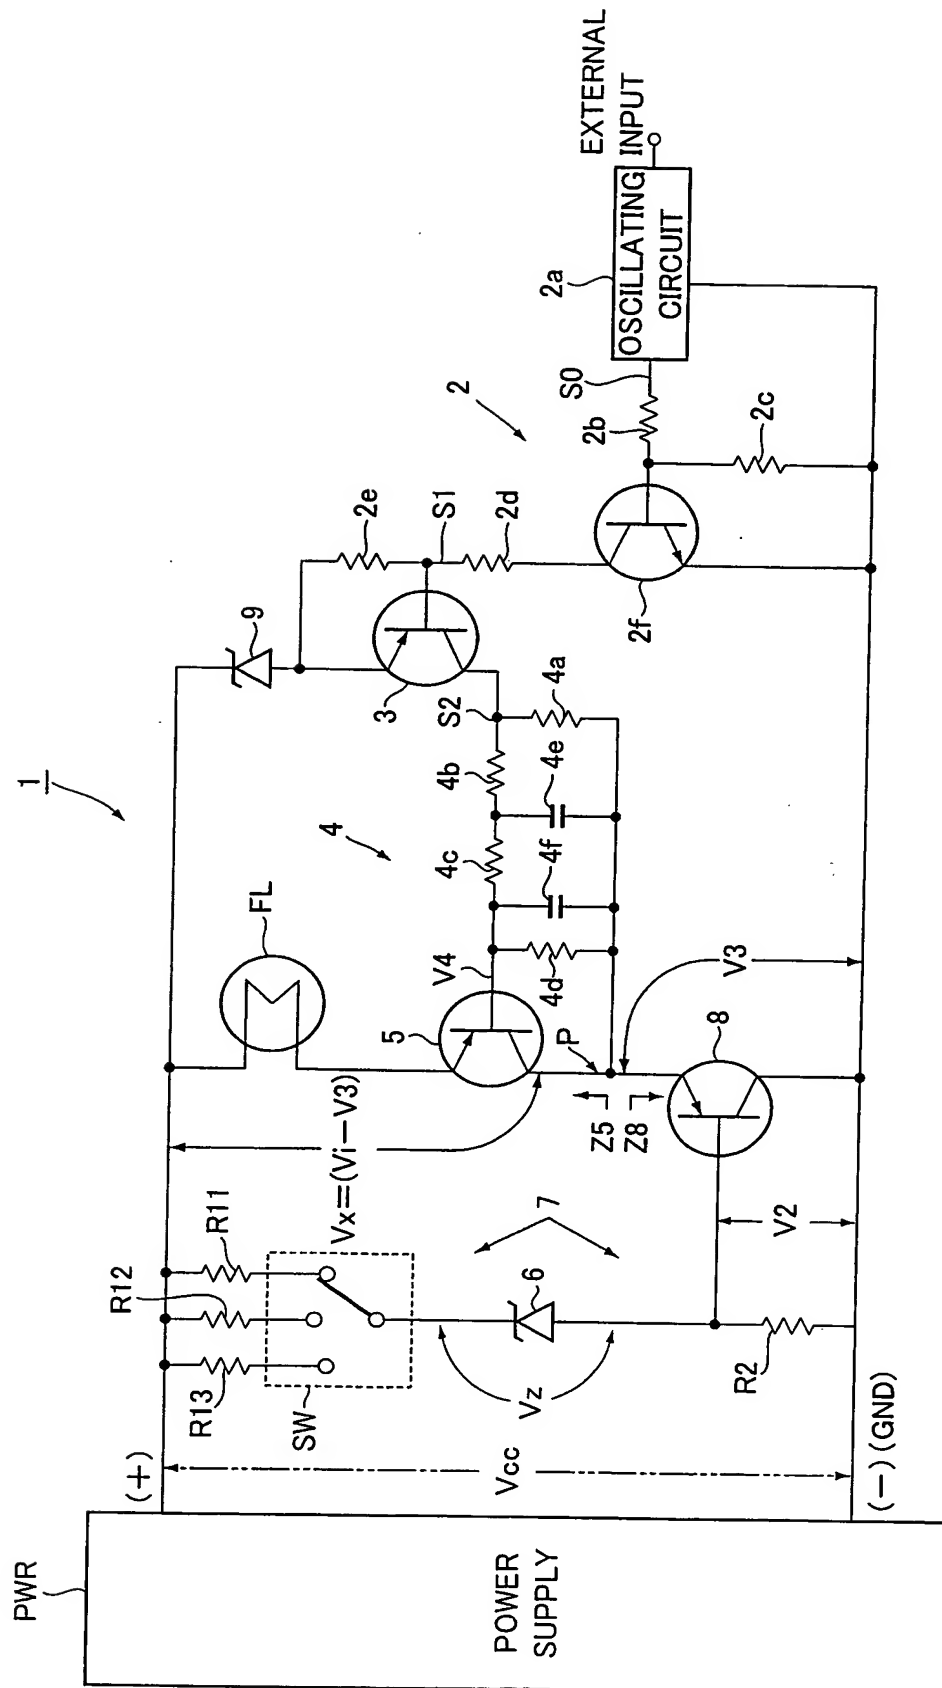 1
PWR
POWER
SUPPLY
(+)
Vcc
(−)(GND)
R13
R12
R11
SW
Vz
6
7
R2
V2
Vx=(Vi−V3)
FL
5
V4
P
Z5
Z8
8
V3
4
4c
4b
4d
4f
4e
4a
S2
3
9
2e
S1
2d
2f
2
2b
S0
2c
2a
OSCILLATING
CIRCUIT
EXTERNAL
INPUT